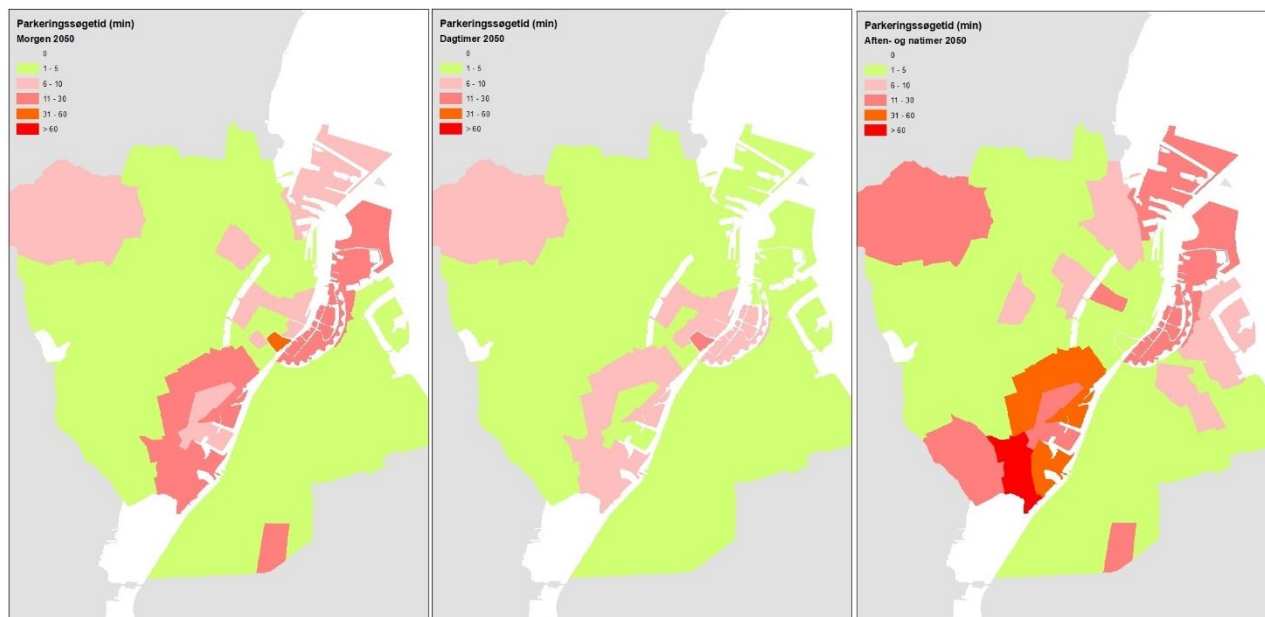 Parkeringssøgetid (min)
Morgen 2050
0
1 - 5
6 - 10
11 - 30
31 - 60
> 60
Parkeringssøgetid (min)
Dagtimer 2050
0
1 - 5
6 - 10
11 - 30
31 - 60
> 60
Parkeringssøgetid (min)
Aften- og natimer 2050
0
1 - 5
6 - 10
11 - 30
31 - 60
> 60